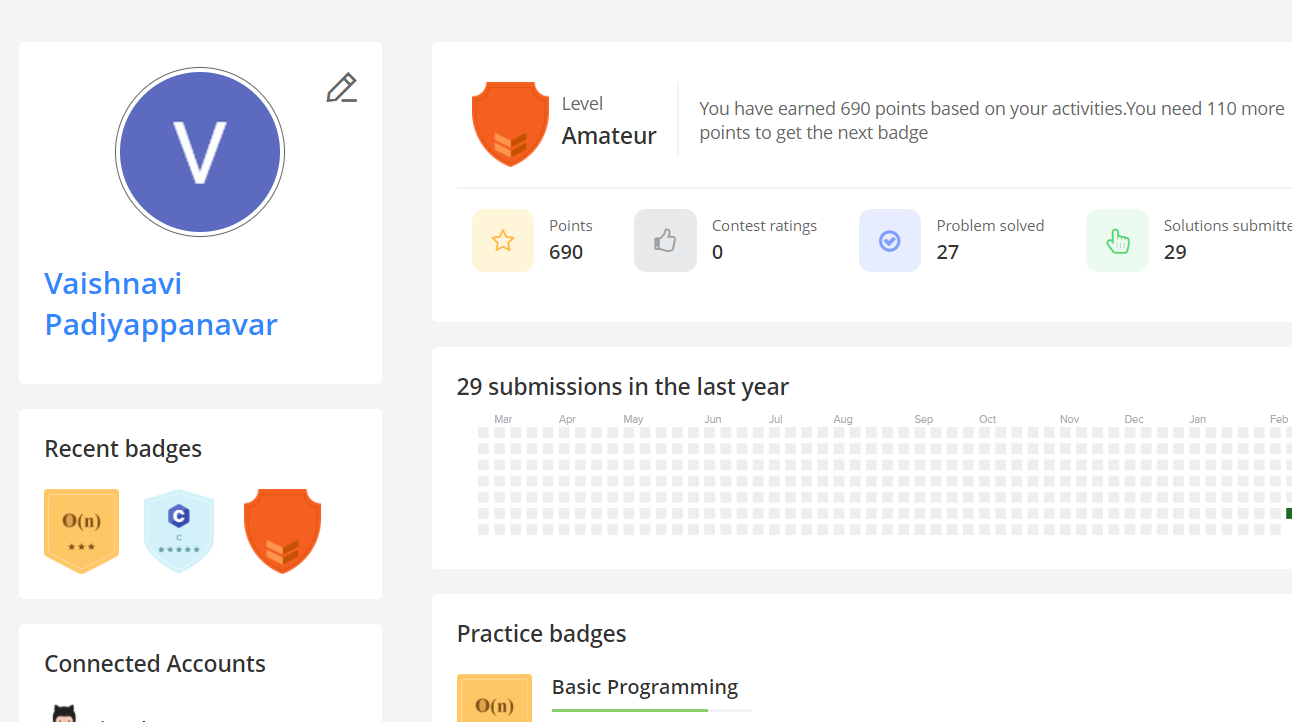 V
Vaishnavi
Padiyappanavar
Recent badges
O(n)
C
C
Connected Accounts
Level
Amateur
You have earned 690 points based on your activities.You need 110 more
points to get the next badge
Points
690
Contest ratings
0
Problem solved
27
Solutions submitte
29
29 submissions in the last year
Mar Apr May Jun Jul Aug Sep Oct Nov Dec Jan Feb
Practice badges
O(n)
Basic Programming